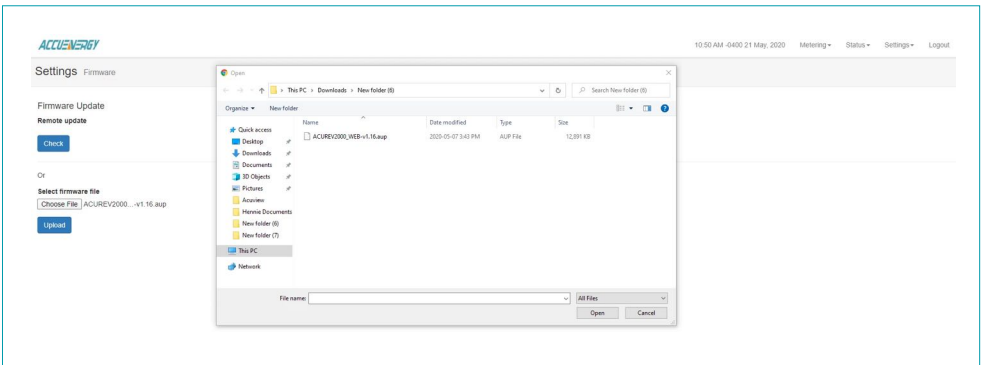 ACCUENERGY
10:50 AM -0400 21 May, 2020 Metering Status Settings Logout
Settings Firmware
Firmware Update
Remote update
Check
Or
Select firmware file
Choose File ACUREV2000...-v1.16.aup
Upload
Open
This PC > Downloads > New folder (6)
Search New folder (6)
Organize New folder
Name Date modified Type Size
ACUREV2000_WEB-v1.16.aup 2020-05-07 3:43 PM AUP File 12,891 KB
Quick access
Desktop
Downloads
Documents
3D Objects
Pictures
Acuview
Hennie Documents
New folder (6)
New folder (7)
This PC
Network
File name: All Files
Open Cancel